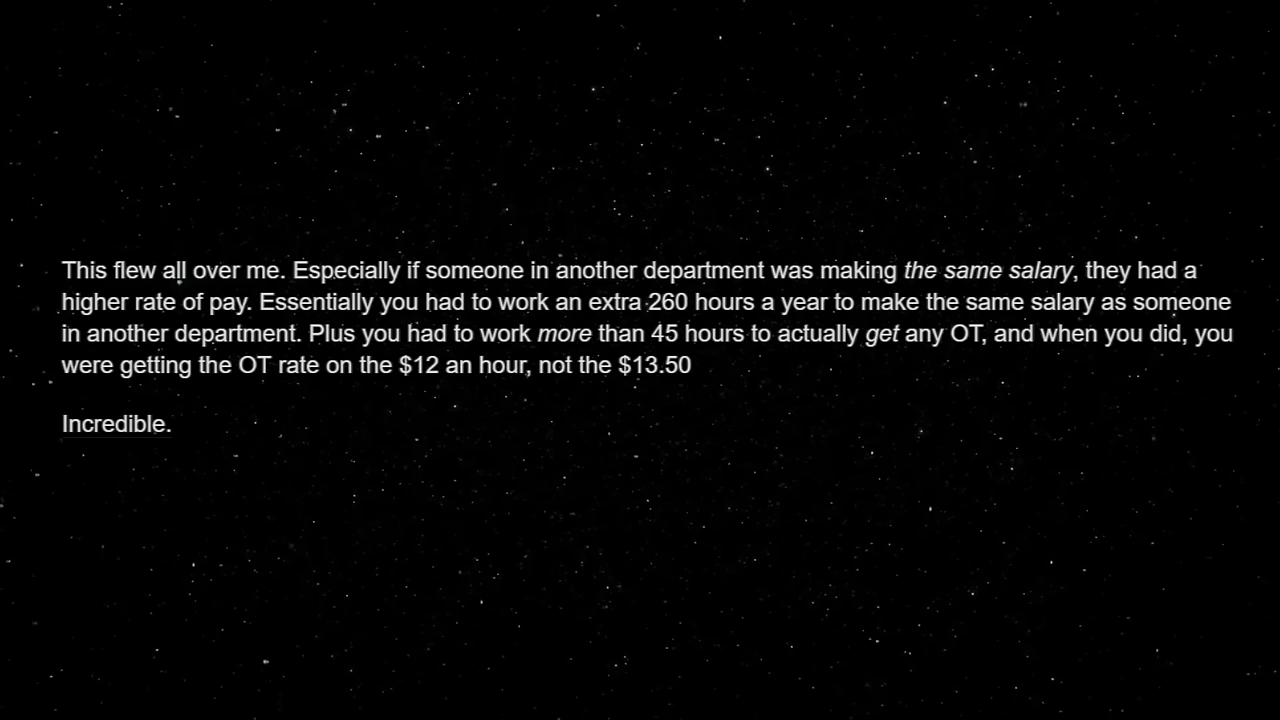 This flew all over me. Especially if someone in another department was making the same salary, they had a
higher rate of pay. Essentially you had to work an extra 260 hours a year to make the same salary as someone
in another department. Plus you had to work more than 45 hours to actually get any OT, and when you did, you
were getting the OT rate on the $12 an hour, not the $13.50
Incredible.